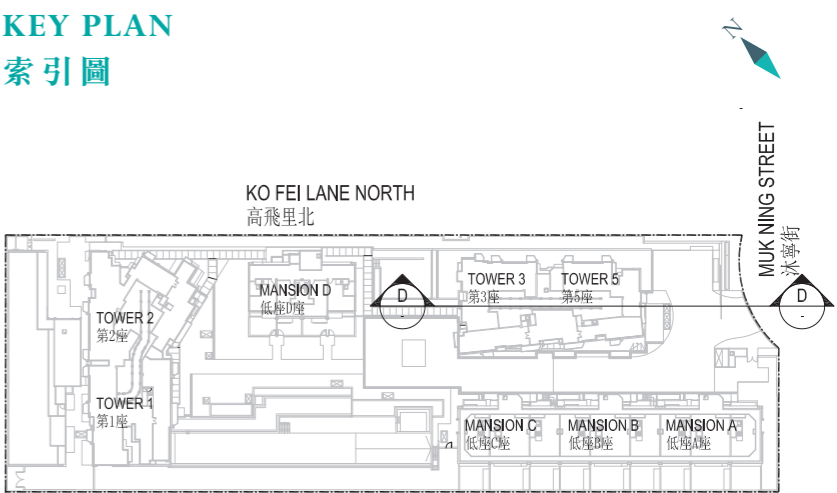 KEY PLAN
索引圖
N
KO FEI LANE NORTH
高飛里北
MUK NING STREET
沐寧街
MANSION D
低座D座
D
-
TOWER 3
第3座
TOWER 5
第5座
D
-
TOWER 2
第2座
TOWER 1
第1座
MANSION C
低座C座
MANSION B
低座B座
MANSION A
低座A座